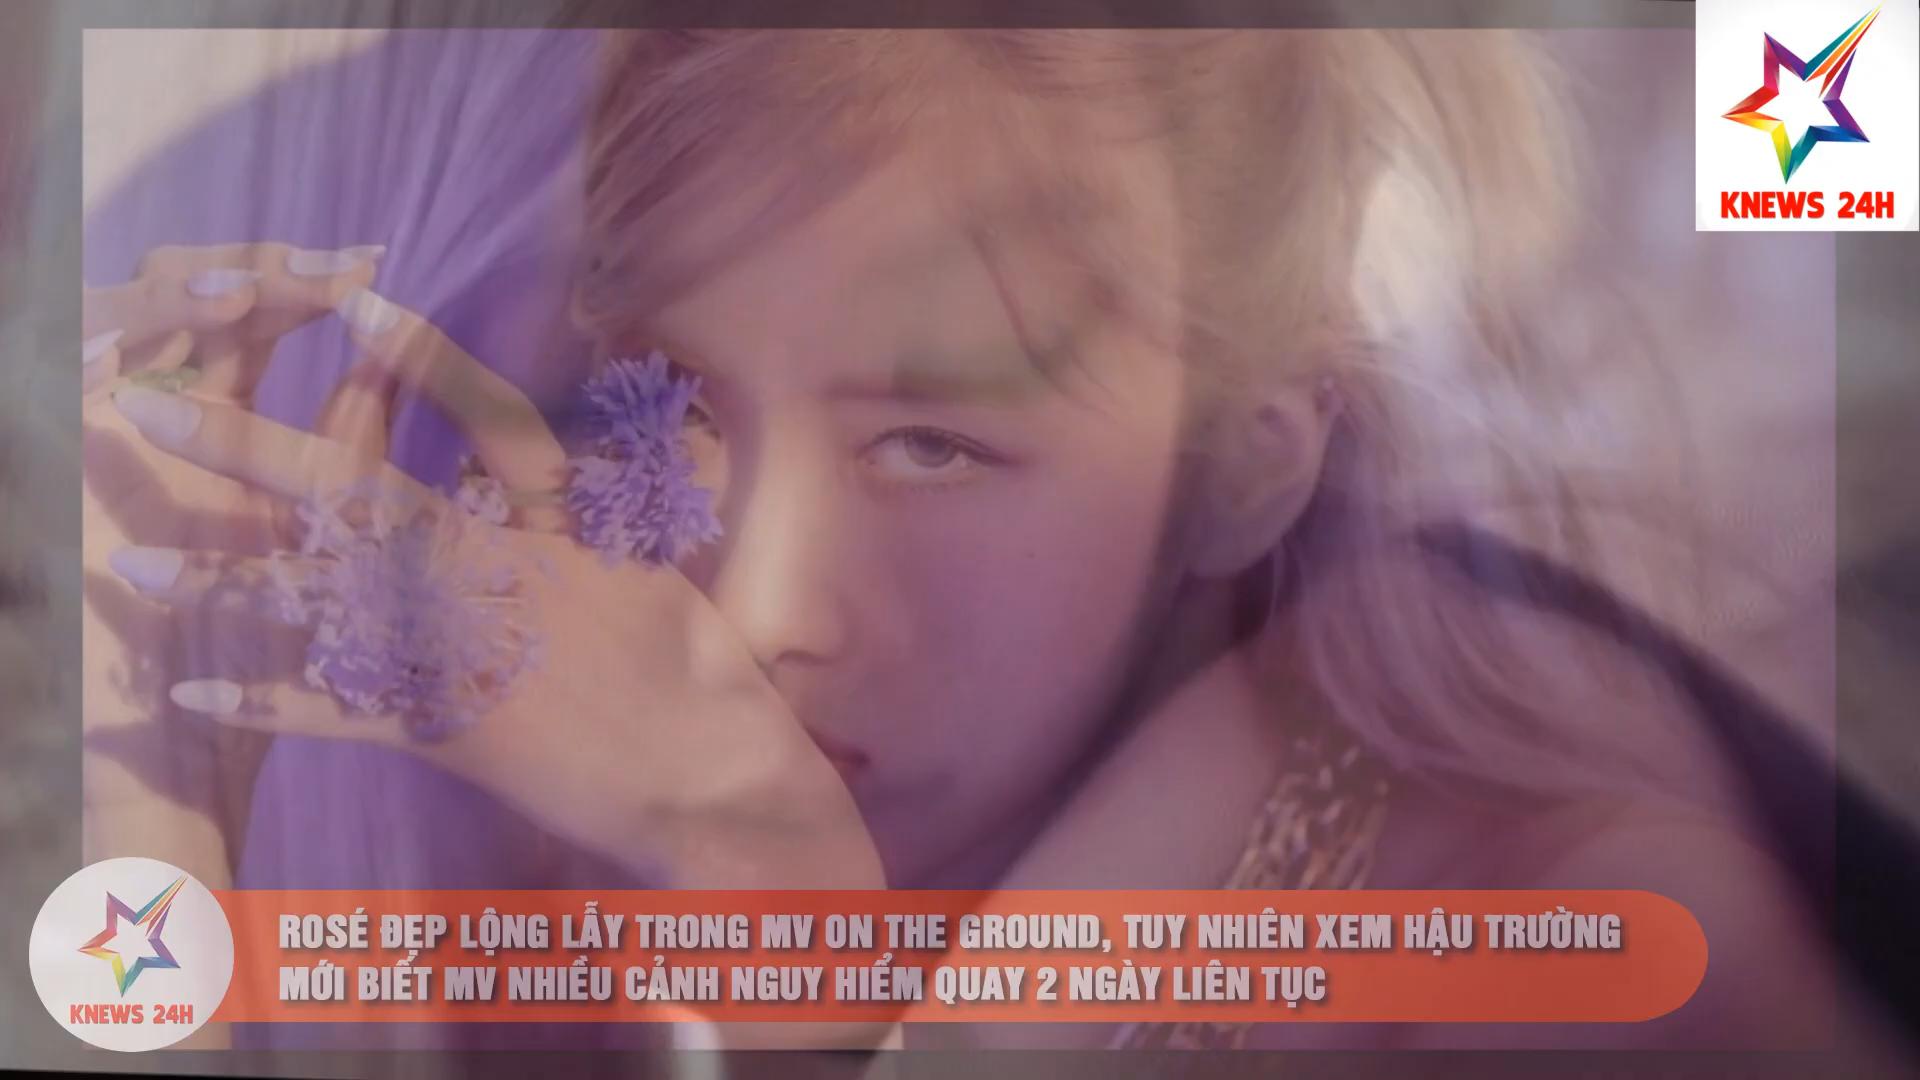 KNEWS 24H
ROSÉ ĐẸP LỘNG LẪY TRONG MV ON THE GROUND, TUY NHIÊN XEM HẬU TRƯỜNG
MỚI BIẾT MV NHIỀU CẢNH NGUY HIỂM QUAY 2 NGÀY LIÊN TỤC
KNEWS 24H